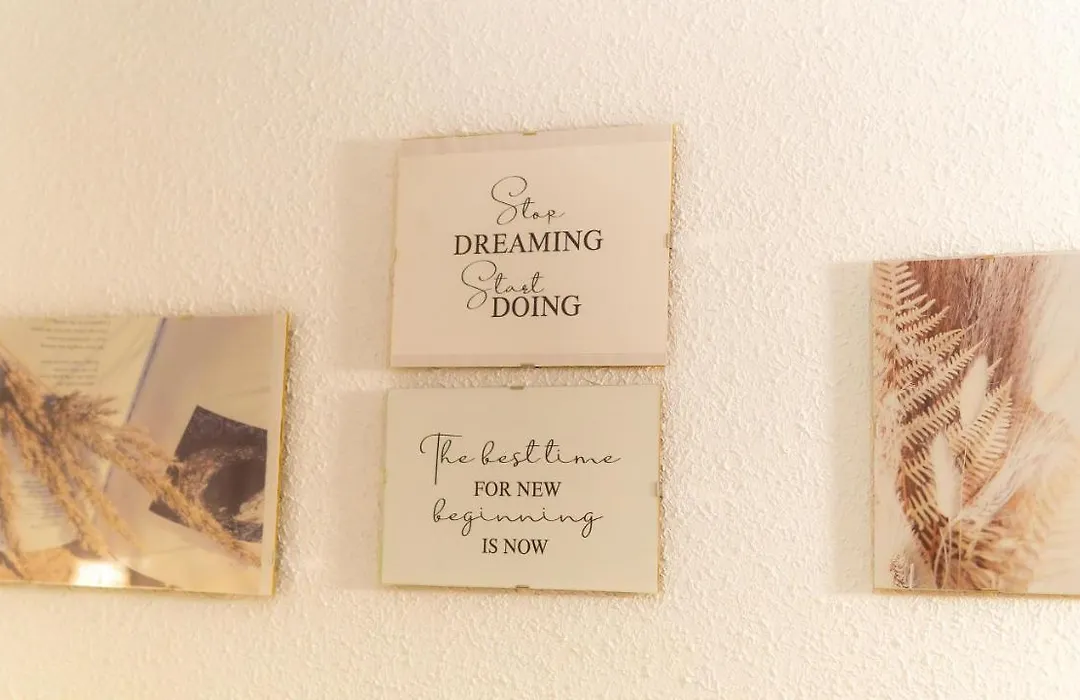 Stop
DREAMING
Start
DOING
The best time
FOR NEW
beginning
IS NOW